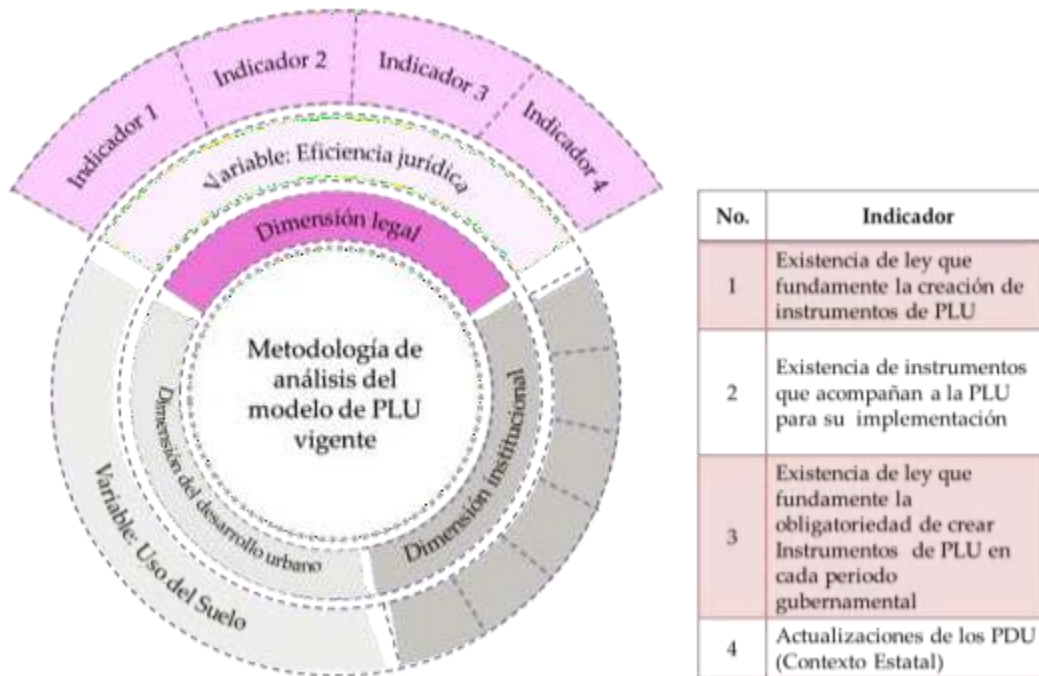 Indicador 1
Indicador 2
Indicador 3
Indicador 4
Variable: Eficiencia jurídica
Dimensión legal
Metodología de
análisis del
modelo de PLU
vigente
Dimensión del desarrollo urbano
Dimensión institucional
Variable: Uso del Suelo
No.
Indicador
1
Existencia de ley que
fundamente la creación de
instrumentos de PLU
2
Existencia de instrumentos
que acompañan a la PLU
para su implementación
3
Existencia de ley que
fundamente la
obligatoriedad de crear
Instrumentos de PLU en
cada periodo
gubernamental
4
Actualizaciones de los PDU
(Contexto Estatal)